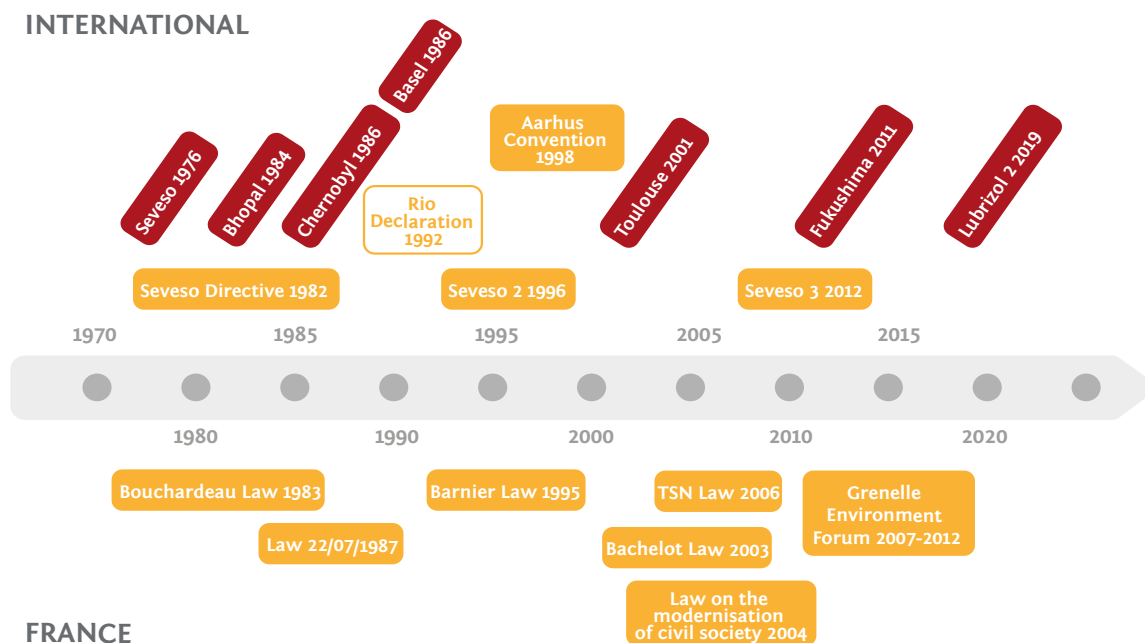 INTERNATIONAL
Seveso 1976
Bhopal 1984
Chernobyl 1986
Basel 1986
Rio
Declaration
1992
Aarhus
Convention
1998
Toulouse 2001
Fukushima 2011
Lubrizol 2 2019
Seveso Directive 1982
Seveso 2 1996
Seveso 3 2012
1970
1985
1995
2005
2015
1980
1990
2000
2010
2020
Bouchardeau Law 1983
Barnier Law 1995
TSN Law 2006
Grenelle
Environment
Forum 2007-2012
Law 22/07/1987
Bachelot Law 2003
Law on the
modernisation
of civil society 2004
FRANCE